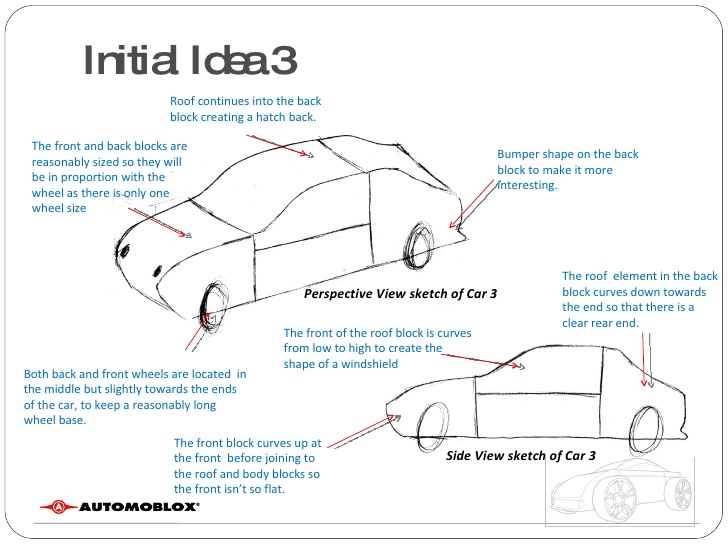 Initial Idea 3
Roof continues into the back
block creating a hatch back.
The front and back blocks are
reasonably sized so they will
be in proportion with the
wheel as there is only one
wheel size
Bumper shape on the back
block to make it more
interesting.
Perspective View sketch of Car 3
The roof element in the back
block curves down towards
the end so that there is a
clear rear end.
The front of the roof block is curves
from low to high to create the
shape of a windshield
Both back and front wheels are located in
the middle but slightly towards the ends
of the car, to keep a reasonably long
wheel base.
The front block curves up at
the front before joining to
the roof and body blocks so
the front isn't so flat.
Side View sketch of Car 3
A AUTOMOBLOX®